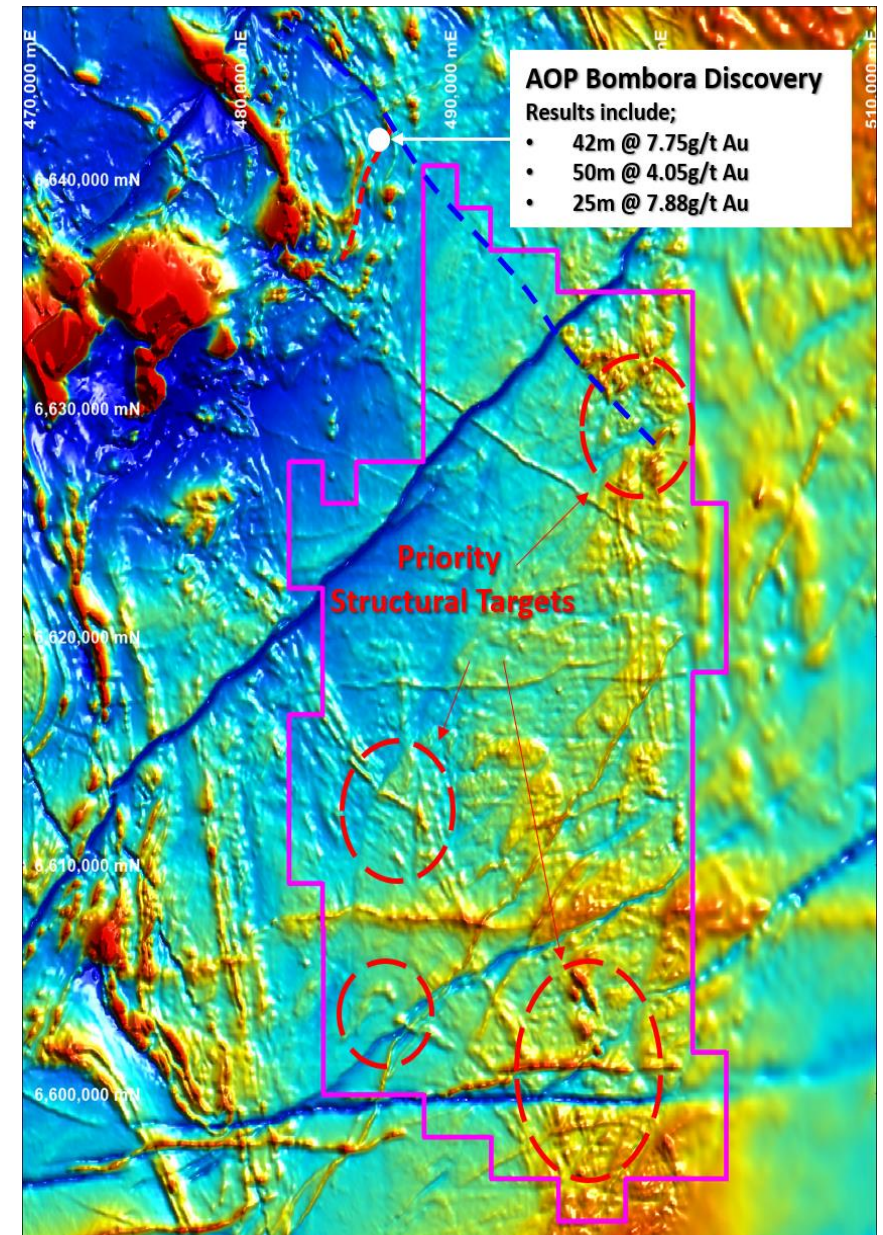 470,000 mE
480,000 mE
490,000 mE
510,000 mE
AOP Bombora Discovery
Results include;
• 42m @ 7.75g/t Au
• 50m @ 4.05g/t Au
• 25m @ 7.88g/t Au
6,640,000 mN
6,630,000 mN
Priority
Structural Targets
6,620,000 mN
6,610,000 mN
6,600,000 mN